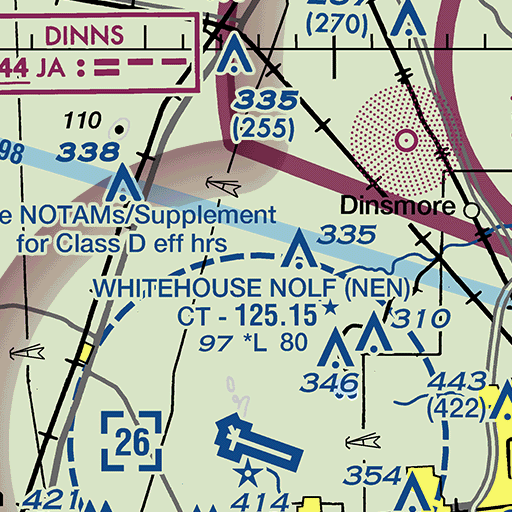 (270)
DINNS
44 JA
335
(255)
110
338
98
Dinsmore
e NOTAMs/Supplement
for Class D eff hrs
335
WHITEHOUSE NOLF (NEN)
CT - 125.15
310
97 *L 80
346
443
(422)
26
354
421
414